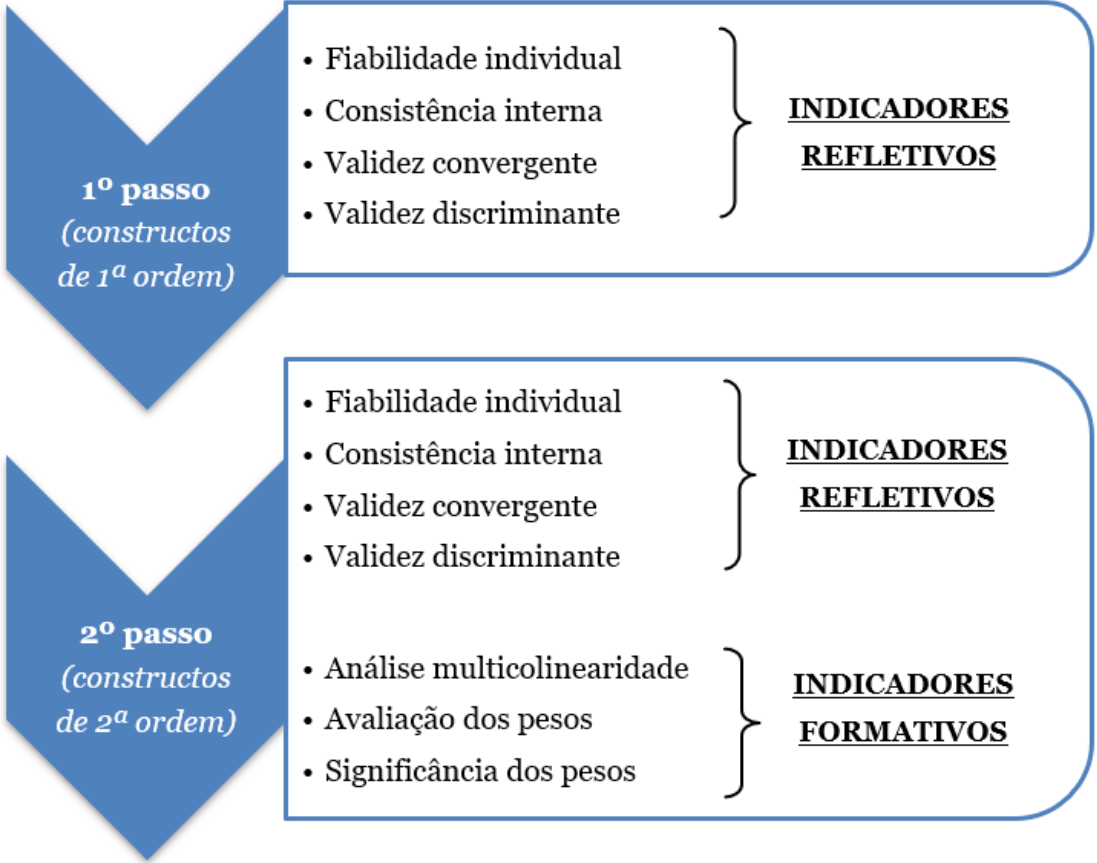 1º passo
(constructos
de 1ª ordem)
• Fiabilidade individual
• Consistência interna
• Validez convergente
• Validez discriminante
INDICADORES
REFLETIVOS
2º passo
(constructos
de 2ª ordem)
• Fiabilidade individual
• Consistência interna
• Validez convergente
• Validez discriminante
INDICADORES
REFLETIVOS
• Análise multicolinearidade
• Avaliação dos pesos
• Significância dos pesos
INDICADORES
FORMATIVOS